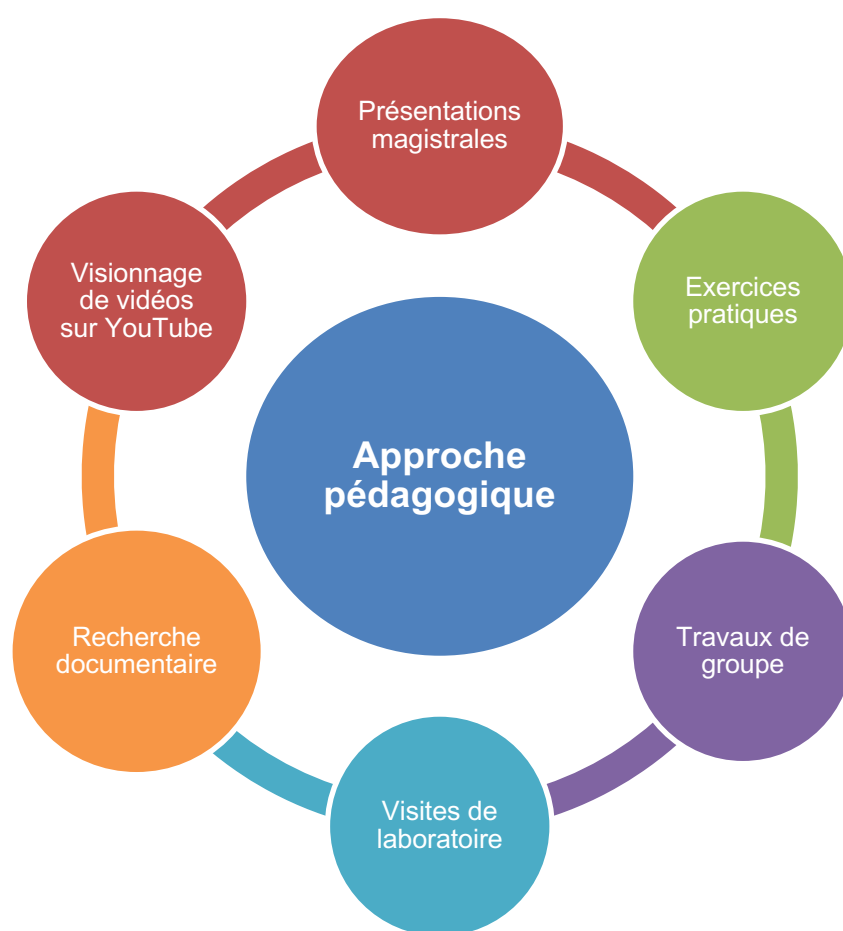 Présentations
magistrales
Exercices
pratiques
Travaux de
groupe
Visites de
laboratoire
Recherche
documentaire
Visionnage
de vidéos
sur YouTube
Approche
pédagogique